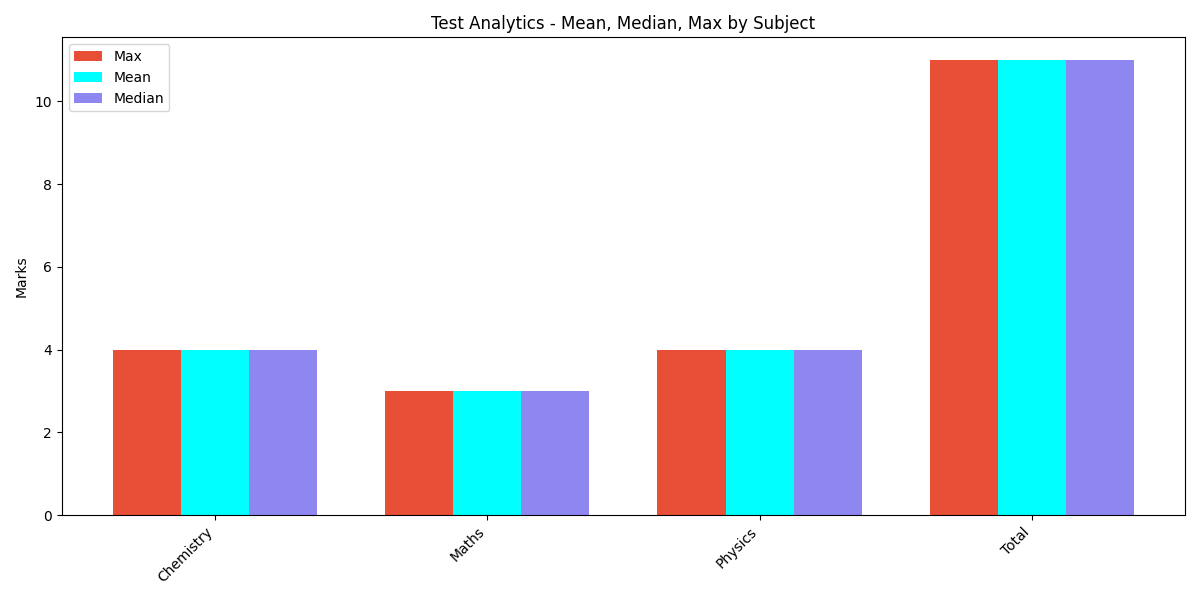 Test Analytics - Mean, Median, Max by Subject
Max
Mean
Median
Marks
10
8
6
4
2
0
Chemistry
Maths
Physics
Total